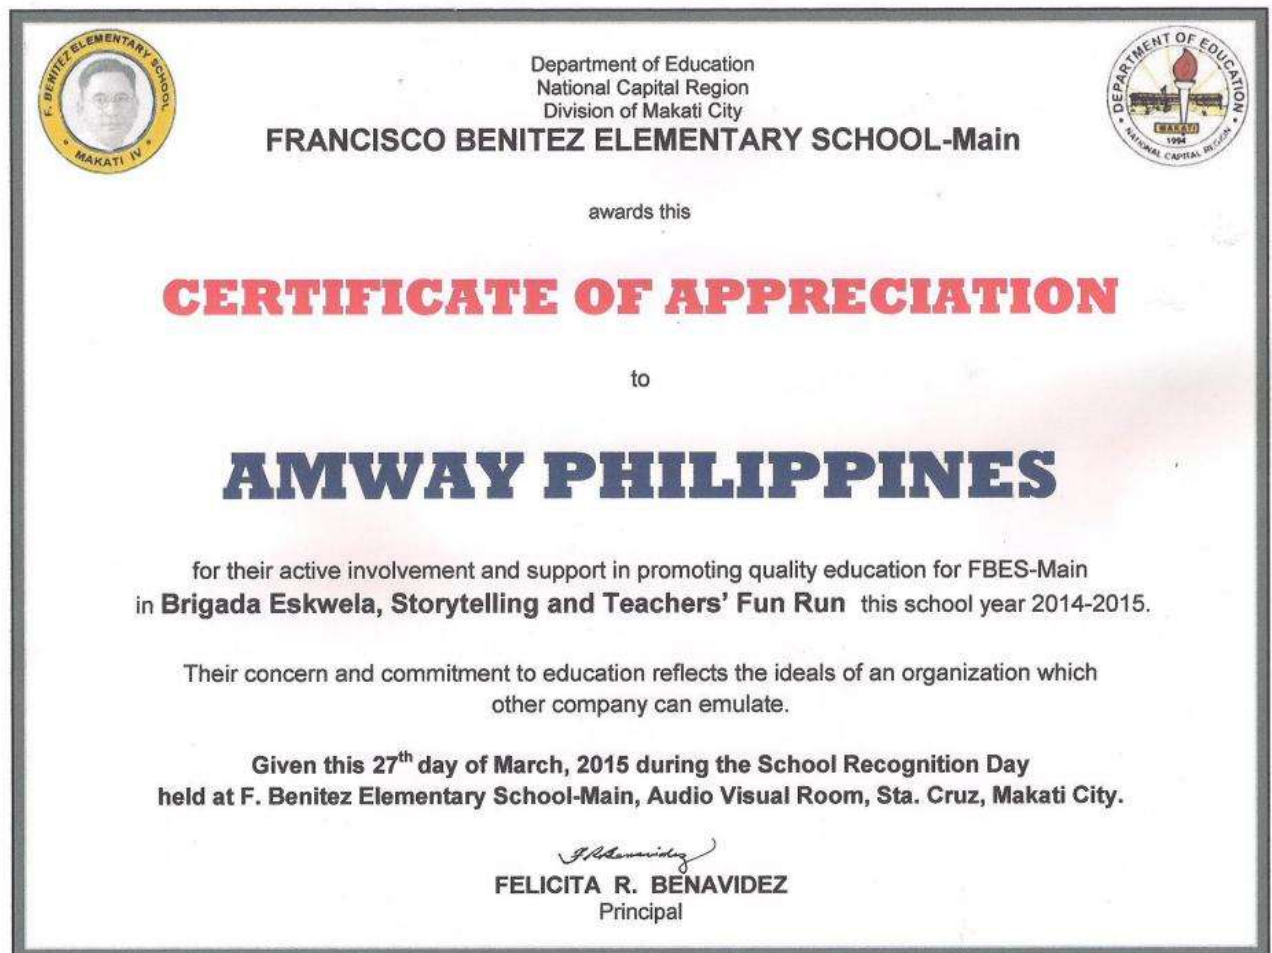 F. BENITEZ ELEMENTARY SCHOOL
MAKATI IV
DEPARTMENT OF EDUCATION
MAKATI
1994
NATIONAL CAPITAL REGION
Department of Education
National Capital Region
Division of Makati City
FRANCISCO BENITEZ ELEMENTARY SCHOOL-Main
awards this
CERTIFICATE OF APPRECIATION
to
AMWAY PHILIPPINES
for their active involvement and support in promoting quality education for FBES-Main
in Brigada Eskwela, Storytelling and Teachers' Fun Run this school year 2014-2015.
Their concern and commitment to education reflects the ideals of an organization which
other company can emulate.
Given this 27th day of March, 2015 during the School Recognition Day
held at F. Benitez Elementary School-Main, Audio Visual Room, Sta. Cruz, Makati City.
FRBenavidez
FELICITA R. BENAVIDEZ
Principal